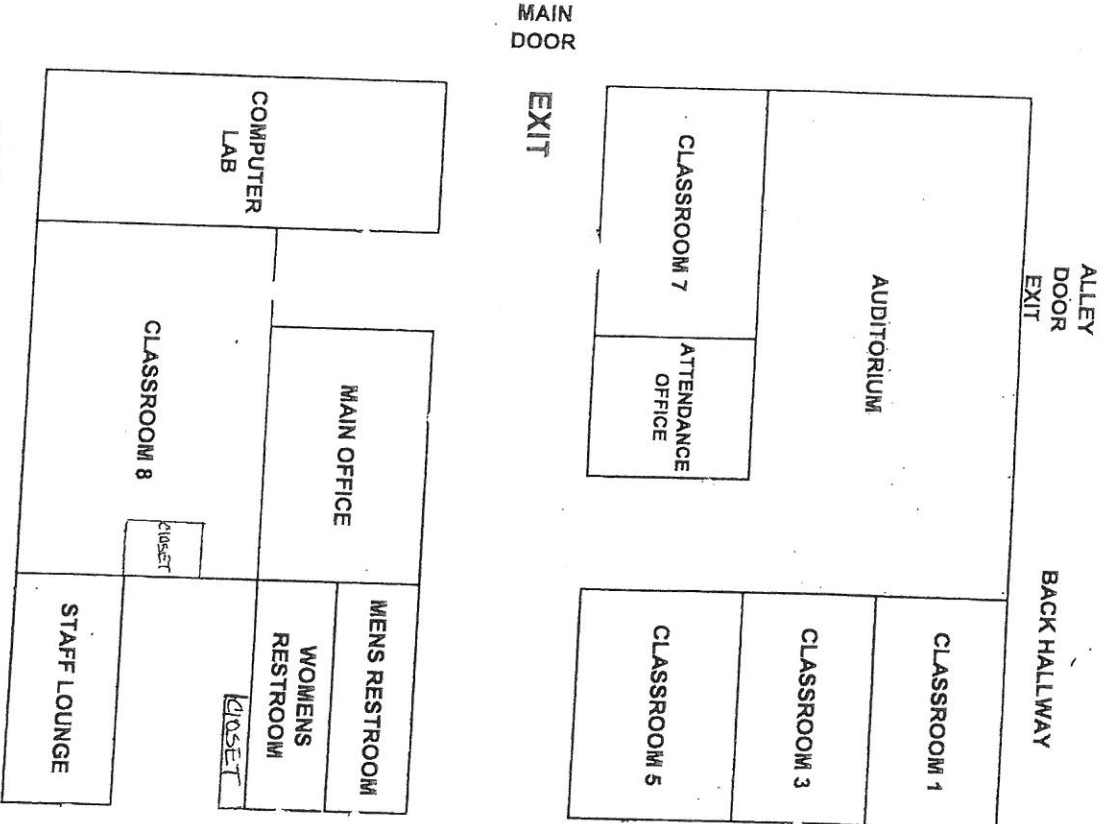 MAIN
DOOR
EXIT
COMPUTER
LAB
CLASSROOM 7
AUDITORIUM
ALLEY
DOOR
EXIT
ATTENDANCE
OFFICE
MAIN OFFICE
CLASSROOM 8
CLOSET
BACK HALLWAY
STAFF LOUNGE
CLOSET
WOMENS
RESTROOM
MENS RESTROOM
CLASSROOM 5
CLASSROOM 3
CLASSROOM 1